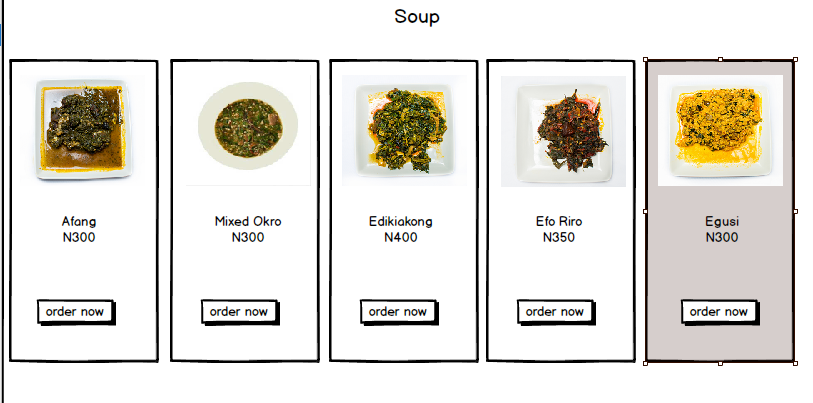 Soup
Afang
N300
order now
Mixed Okro
N300
order now
Edikiakong
N400
order now
Efo Riro
N350
order now
Egusi
N300
order now